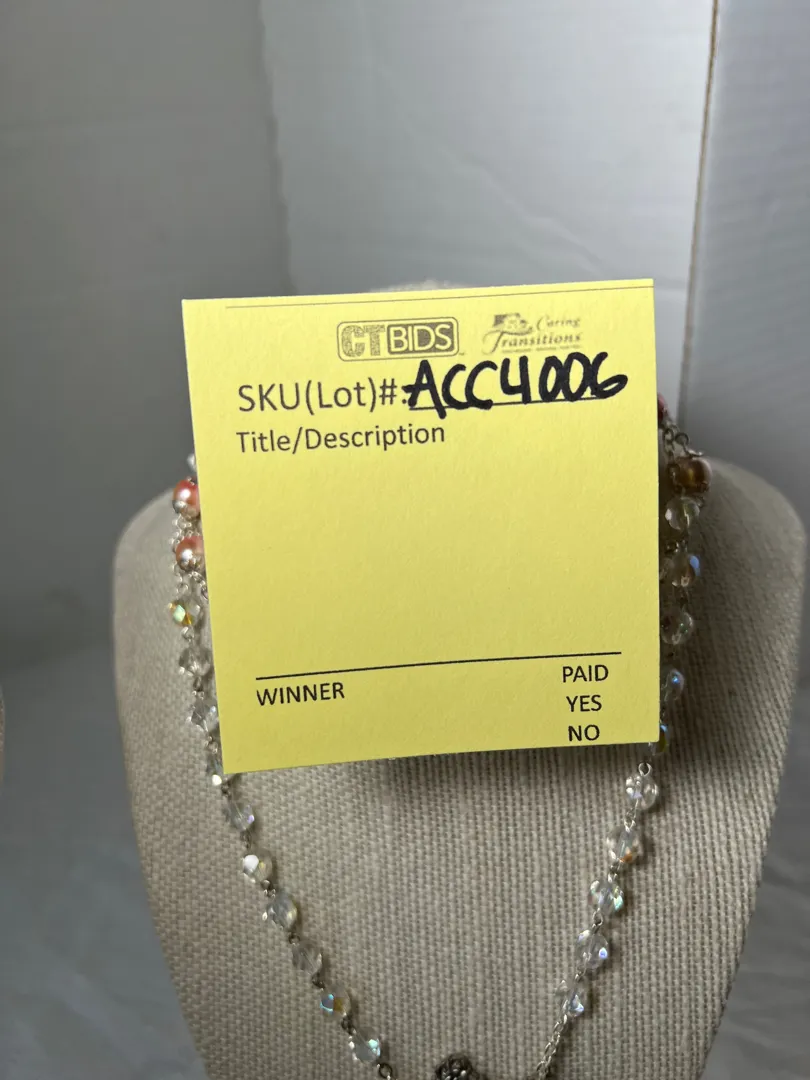 CTBIDS
Caring
Transitions
SKU(Lot)#:ACC4006
Title/Description
WINNER
PAID
YES
NO